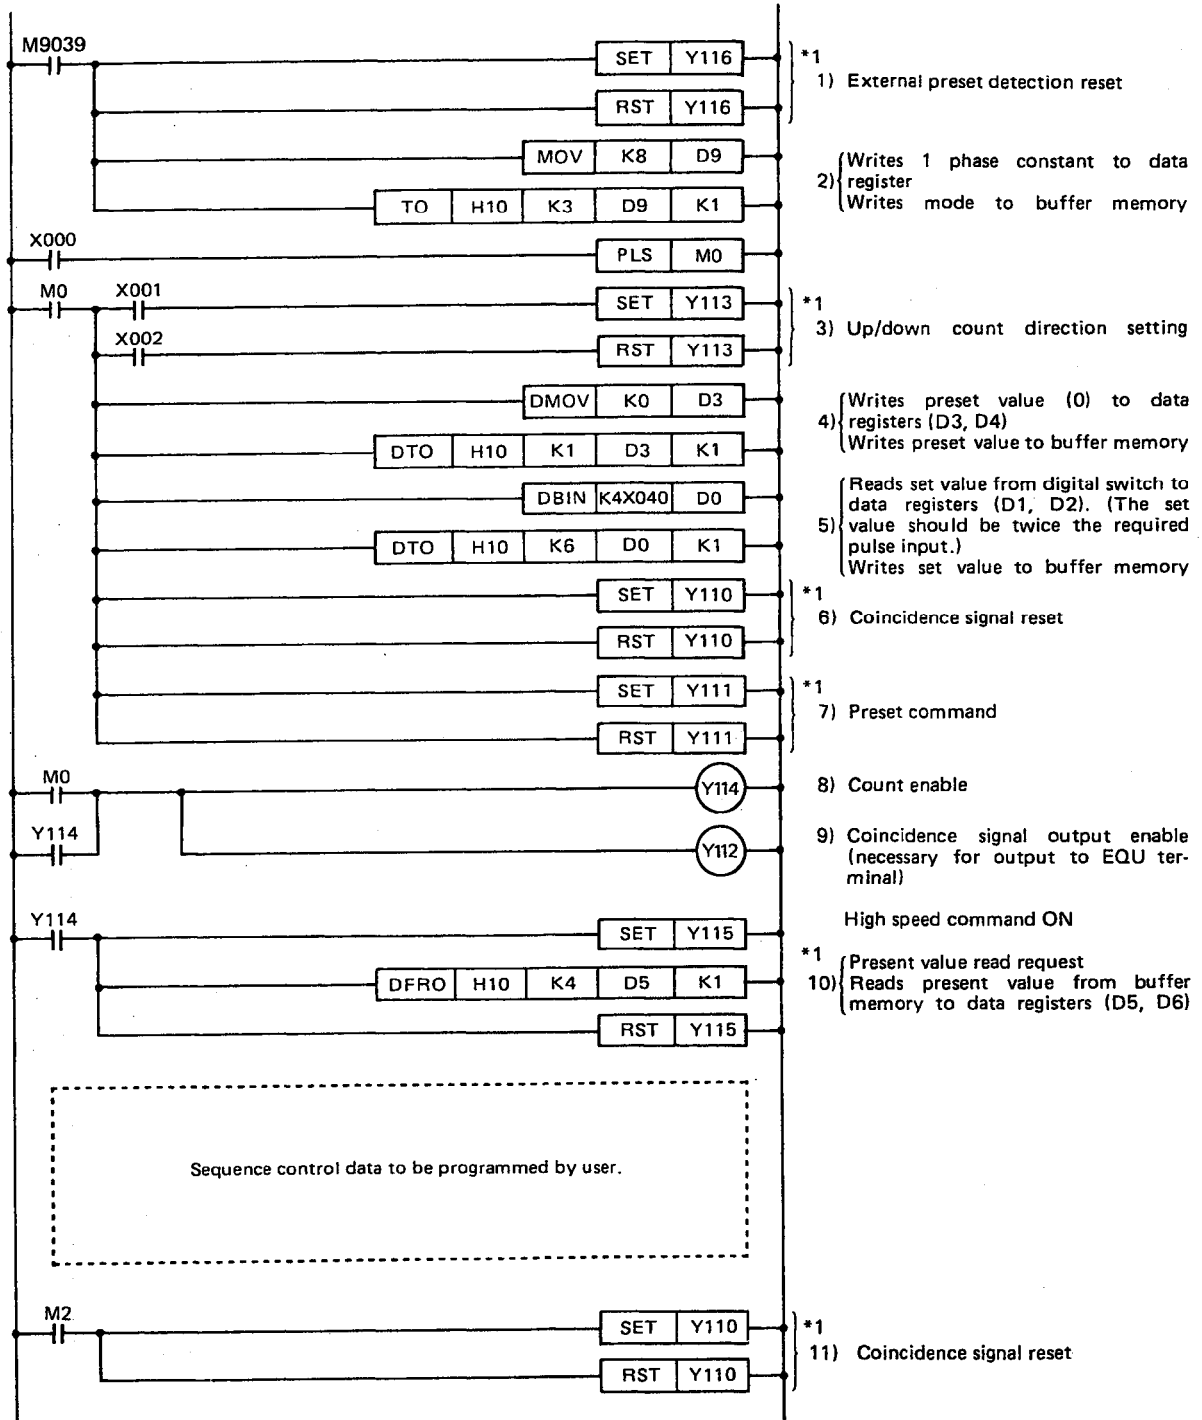 M9039
SET Y116
*1
1) External preset detection reset
RST Y116
MOV K8 D9
2) Writes 1 phase constant to data
register
Writes mode to buffer memory
TO H10 K3 D9 K1
X000
PLS M0
M0 X001
SET Y113
*1
3) Up/down count direction setting
X002
RST Y113
DMOV K0 D3
4) Writes preset value (0) to data
registers (D3, D4)
Writes preset value to buffer memory
DTO H10 K1 D3 K1
DBIN K4X040 D0
5) Reads set value from digital switch to
data registers (D1, D2). (The set
value should be twice the required
pulse input.)
Writes set value to buffer memory
DTO H10 K6 D0 K1
SET Y110
*1
6) Coincidence signal reset
RST Y110
SET Y111
*1
7) Preset command
RST Y111
M0
Y114
8) Count enable
Y114
Y112
9) Coincidence signal output enable
(necessary for output to EQU ter-
minal)
Y114
High speed command ON
SET Y115
*1
10) Present value read request
Reads present value from buffer
memory to data registers (D5, D6)
DFRO H10 K4 D5 K1
RST Y115
Sequence control data to be programmed by user.
M2
SET Y110
*1
11) Coincidence signal reset
RST Y110